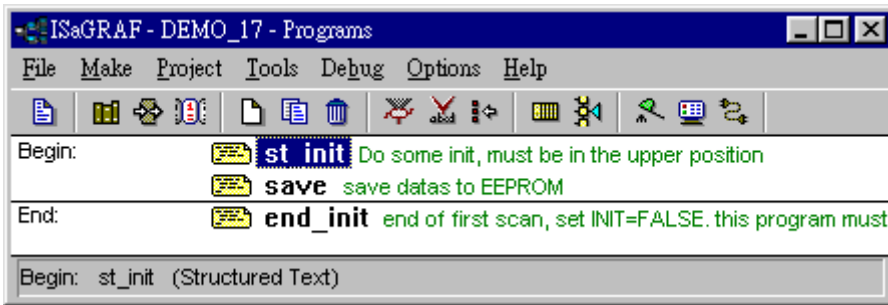 ISaGRAF - DEMO_17 - Programs
File Make Project Tools Debug Options Help
Begin: st_init Do some init, must be in the upper position
save save datas to EEPROM
End: end_init end of first scan, set INIT=FALSE. this program must
Begin: st_init (Structured Text)